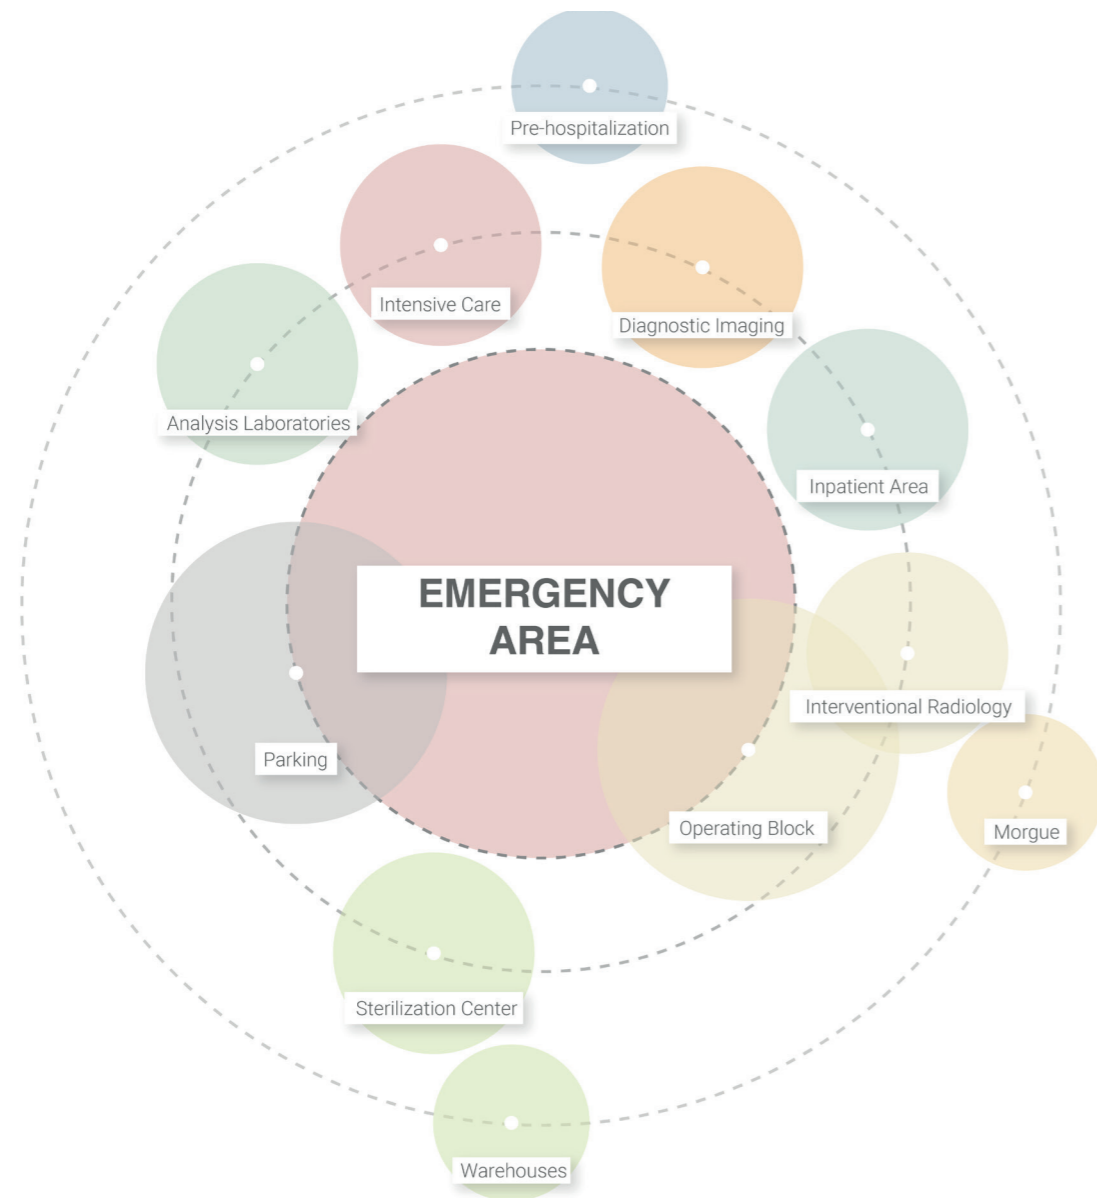 Pre-hospitalization
Intensive Care
Diagnostic Imaging
Analysis Laboratories
Inpatient Area
EMERGENCY
AREA
Interventional Radiology
Parking
Operating Block
Morgue
Sterilization Center
Warehouses